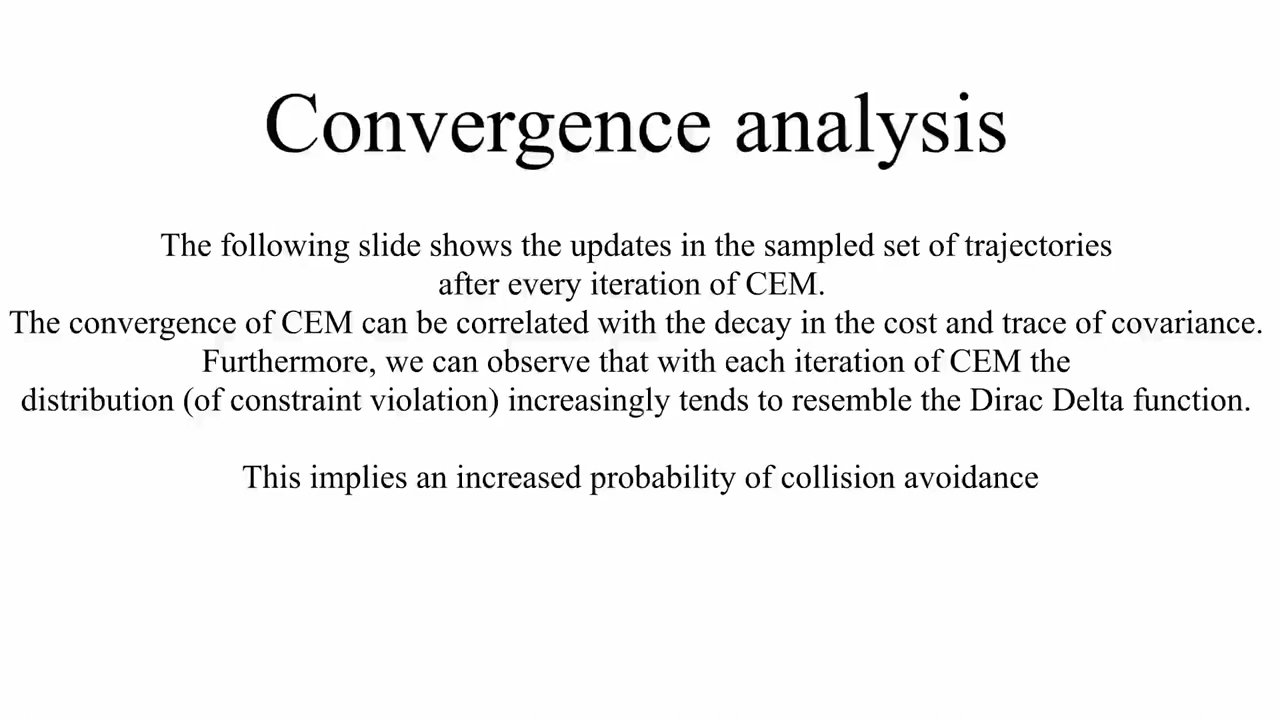 Convergence analysis
The following slide shows the updates in the sampled set of trajectories
after every iteration of CEM.
The convergence of CEM can be correlated with the decay in the cost and trace of covariance.
Furthermore, we can observe that with each iteration of CEM the
distribution (of constraint violation) increasingly tends to resemble the Dirac Delta function.
This implies an increased probability of collision avoidance